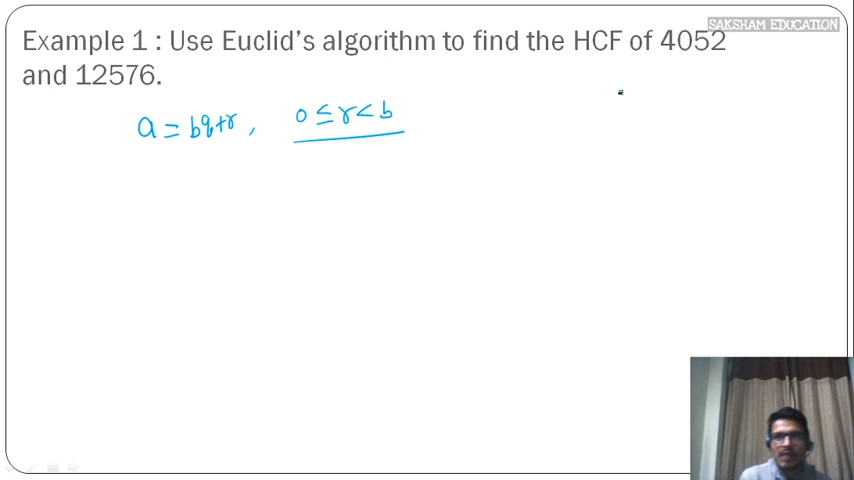 SAKSHAM EDUCATION
Example 1 : Use Euclid's algorithm to find the HCF of 4052
and 12576.
a = bq+r, 0 ≤ r < b